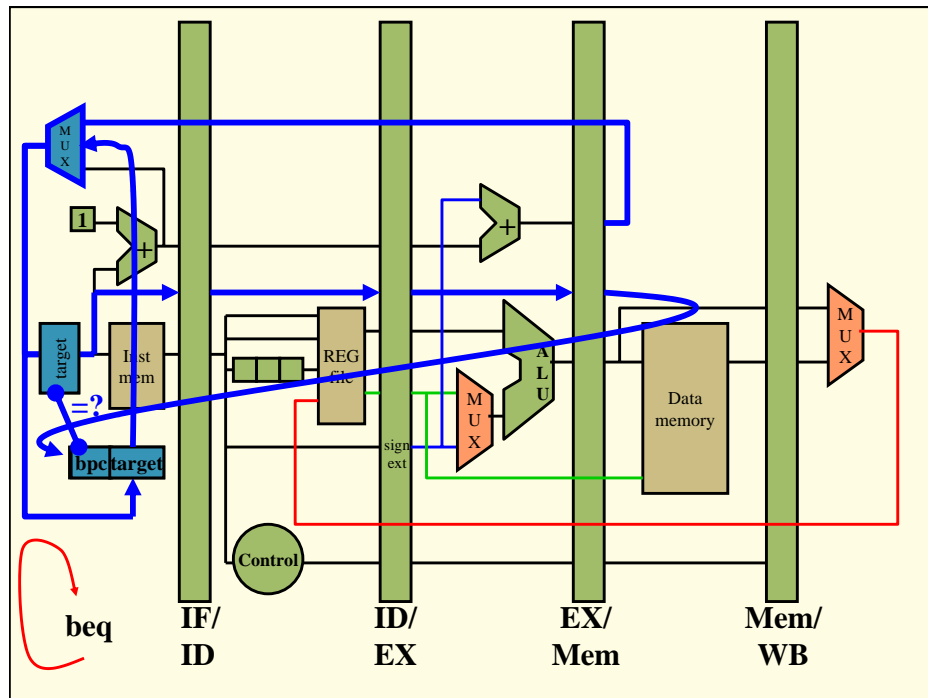 M
U
X
1
+
+
target
Inst
mem
REG
file
M
U
X
A
L
U
M
U
X
=?
Data
memory
bpc
target
sign
ext
Control
beq
IF/
ID
ID/
EX
EX/
Mem
Mem/
WB